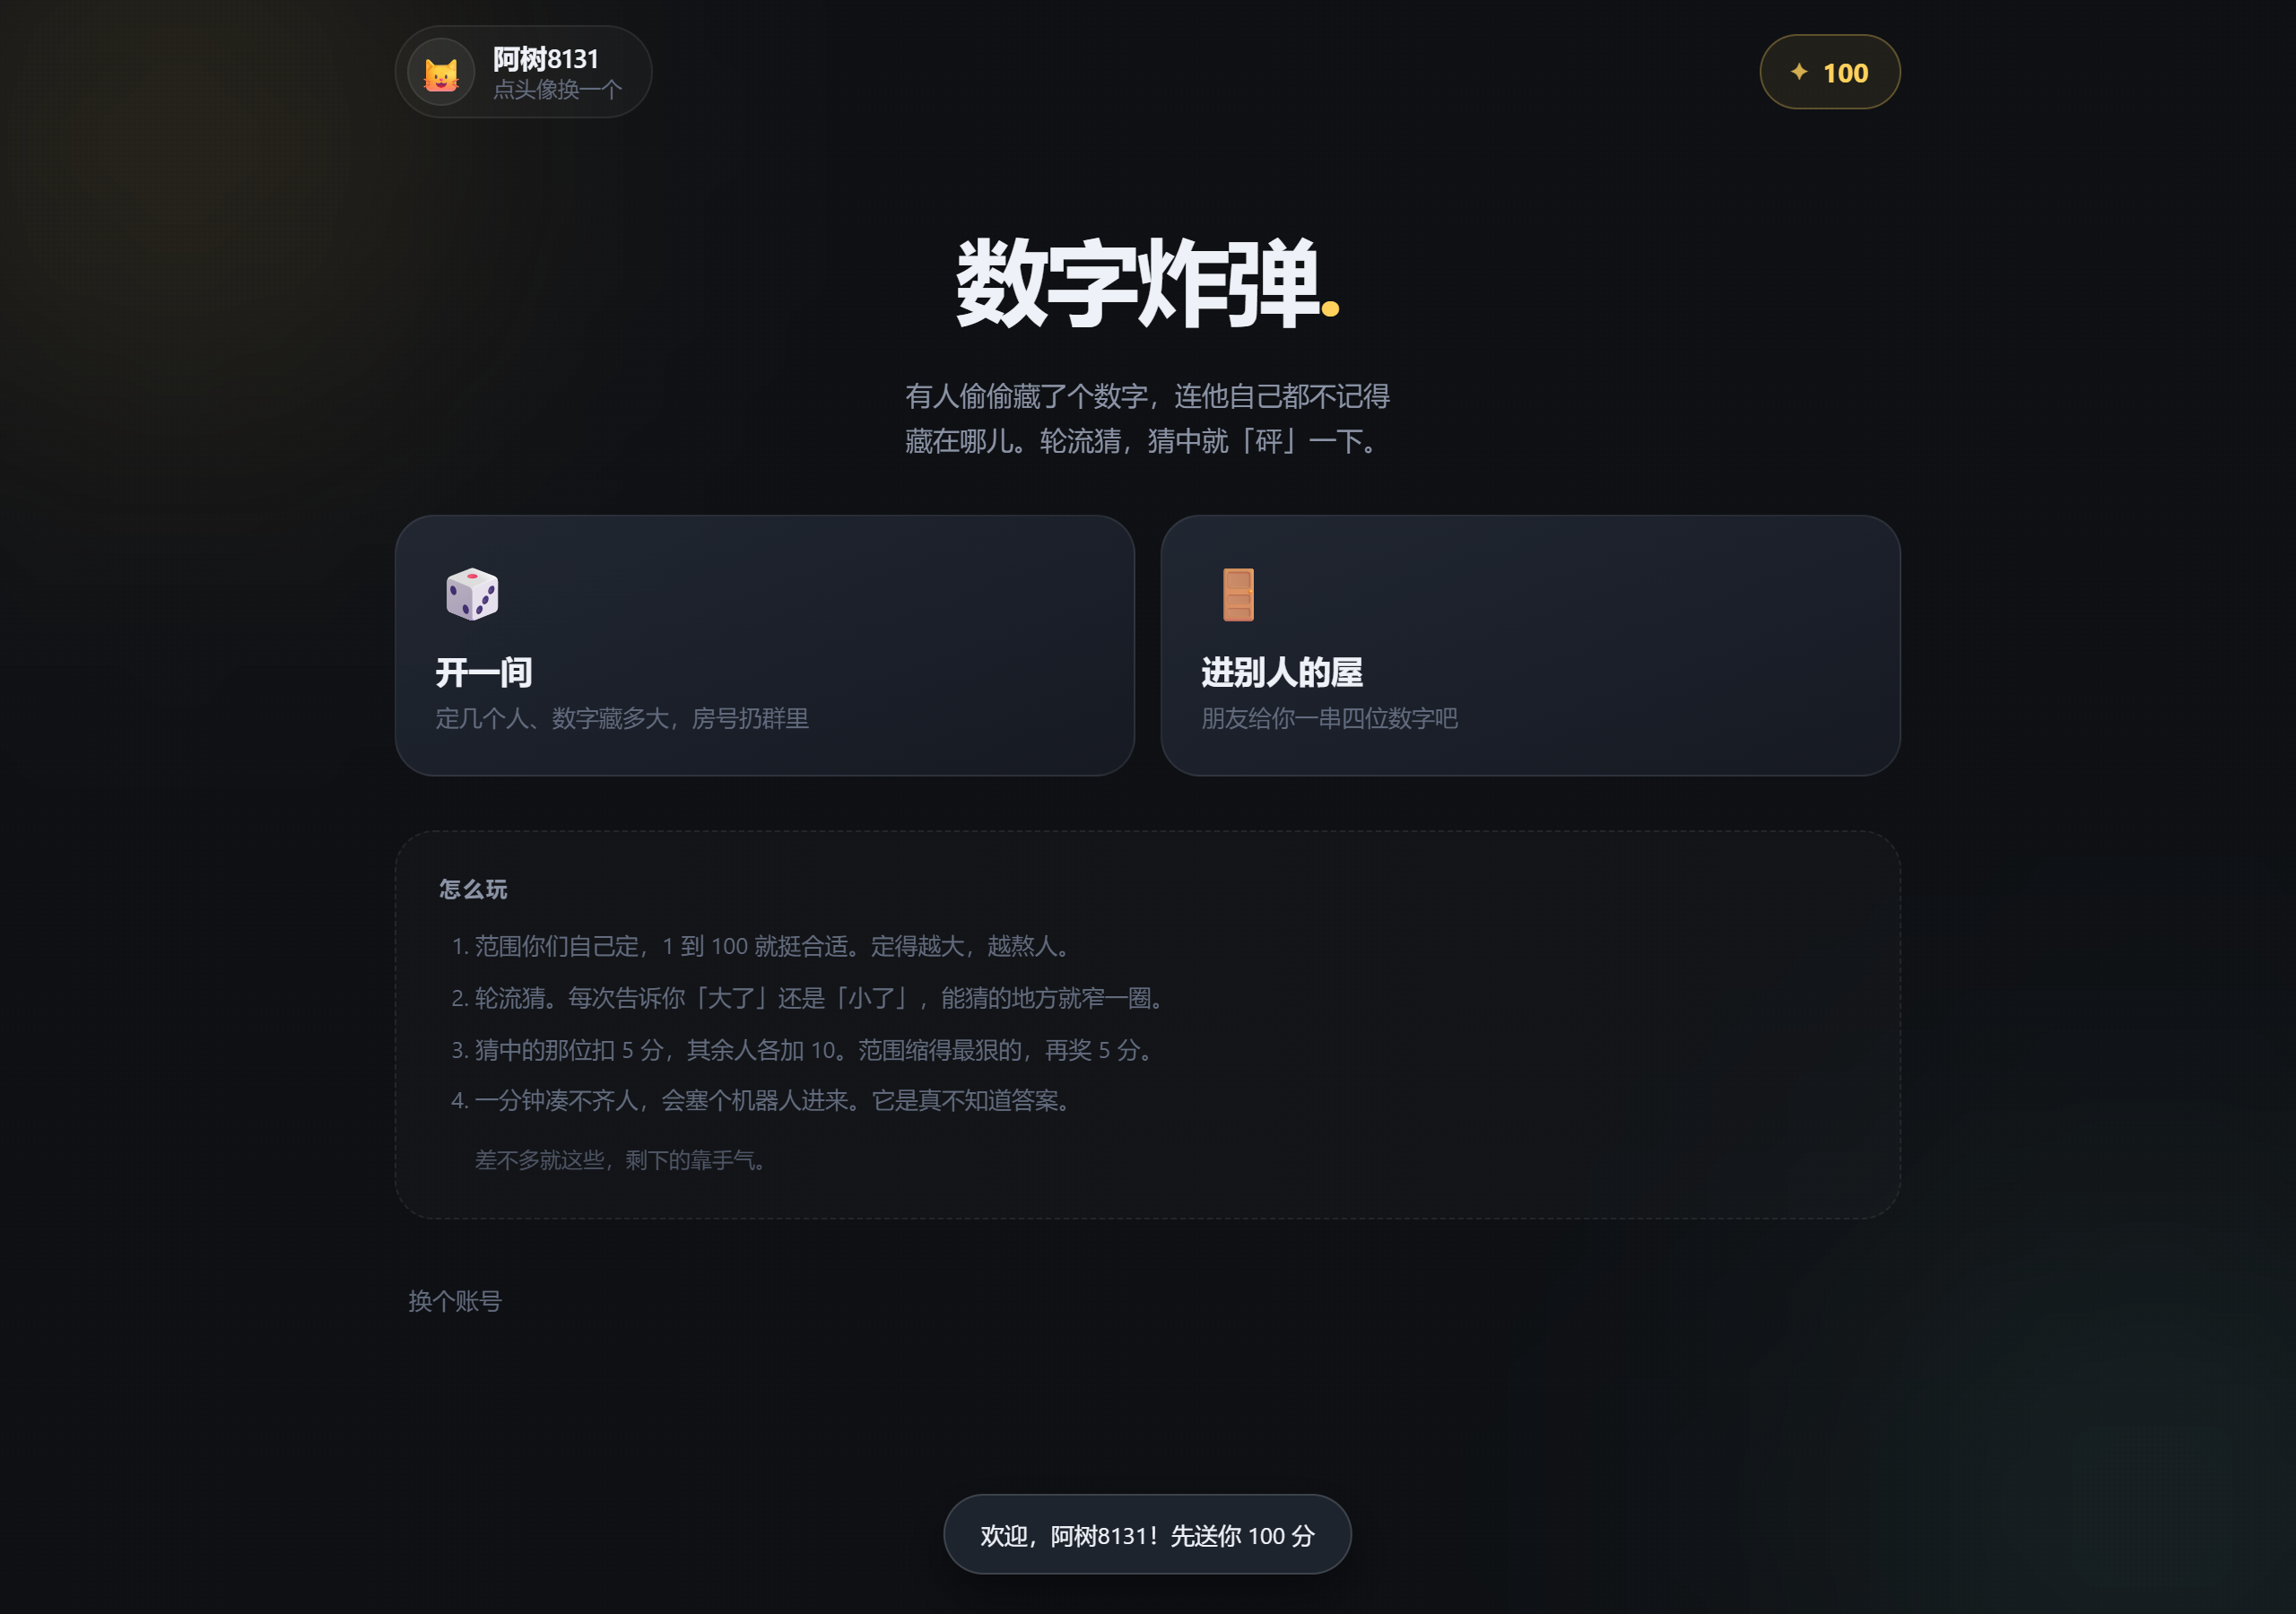 阿树8131
点头像换一个
✦ 100
数字炸弹.
有人偷偷藏了个数字，连他自己都不记得
藏在哪儿。轮流猜，猜中就「砰」一下。
开一间
定几个人、数字藏多大，房号扔群里
进别人的屋
朋友给你一串四位数字吧
怎么玩
1. 范围你们自己定，1 到 100 就挺合适。定得越大，越熬人。
2. 轮流猜。每次告诉你「大了」还是「小了」，能猜的地方就窄一圈。
3. 猜中的那位扣 5 分，其余人各加 10。范围缩得最狠的，再奖 5 分。
4. 一分钟凑不齐人，会塞个机器人进来。它是真不知道答案。
差不多就这些，剩下的靠手气。
换个账号
欢迎，阿树8131！先送你 100 分